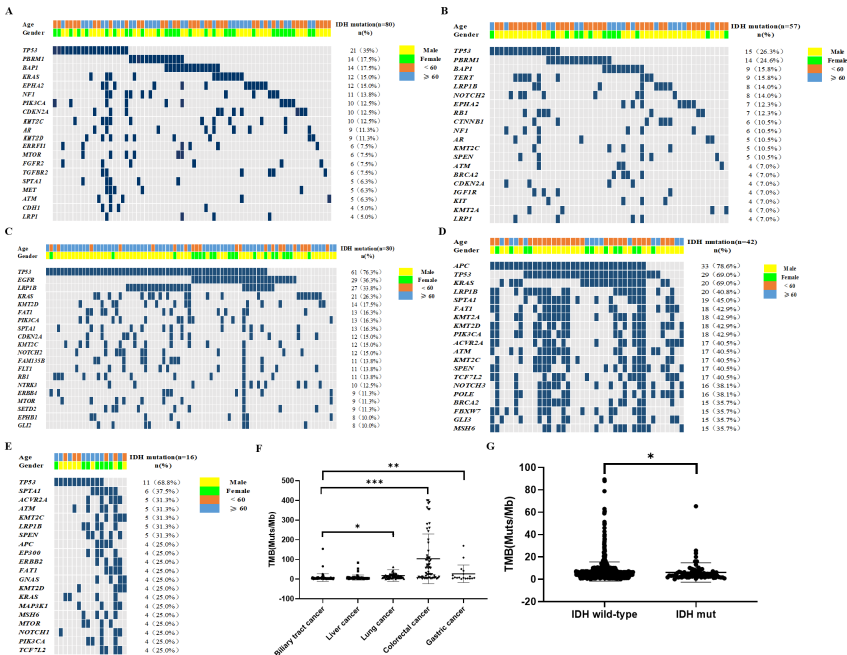 A
Age
Gender
IDH mutation(n=80)
n(%)
TP53 21 (35%)
PBRM1 14 (17.5%)
BAP1 14 (17.5%)
KRAS 12 (15.0%)
EPHA2 12 (15.0%)
NF1 11 (13.8%)
PIK3CA 10 (12.5%)
CDKN2A 10 (12.5%)
KMT2C 10 (12.5%)
AR 9 (11.3%)
KMT2D 9 (11.3%)
ERRFI1 6 (7.5%)
MTOR 6 (7.5%)
FGFR2 6 (7.5%)
TGFBR2 6 (7.5%)
SPTA1 5 (6.3%)
MET 5 (6.3%)
ATM 5 (6.3%)
CDH1 4 (5.0%)
LRP1 4 (5.0%)
Male
Female
< 60
≥ 60
B
Age
Gender
IDH mutation(n=57)
n(%)
TP53 15 (26.3%)
PBRM1 14 (24.6%)
BAP1 9 (15.8%)
TERT 9 (15.8%)
LRP1B 8 (14.0%)
NOTCH2 8 (14.0%)
EPHA2 7 (12.3%)
RB1 7 (12.3%)
CTNNB1 6 (10.5%)
NF1 6 (10.5%)
AR 5 (10.5%)
KMT2C 5 (10.5%)
SPEN 5 (10.5%)
ATM 4 (7.0%)
BRCA2 4 (7.0%)
CDKN2A 4 (7.0%)
IGF1R 4 (7.0%)
KIT 4 (7.0%)
KMT2A 4 (7.0%)
LRP1 4 (7.0%)
Male
Female
< 60
≥ 60
C
Age
Gender
IDH mutation(n=80)
n(%)
TP53 61 (76.3%)
EGFR 29 (36.3%)
LRP1B 27 (33.8%)
KRAS 21 (26.3%)
KMT2D 14 (17.5%)
FAT1 13 (16.3%)
PIK3CA 13 (16.3%)
SPTA1 13 (16.3%)
CDKN2A 12 (15.0%)
KMT2C 12 (15.0%)
NOTCH2 12 (15.0%)
FAM135B 11 (13.8%)
FLT1 11 (13.8%)
RB1 11 (13.8%)
NTRK3 10 (12.5%)
ERBB4 9 (11.3%)
MTOR 9 (11.3%)
SETD2 9 (11.3%)
EPHB1 8 (10.0%)
GLI2 8 (10.0%)
Male
Female
< 60
≥ 60
D
Age
Gender
IDH mutation(n=42)
n(%)
APC 33 (78.6%)
TP53 29 (69.0%)
KRAS 20 (69.0%)
LRP1B 20 (40.8%)
SPTA1 19 (45.0%)
FAT1 18 (42.9%)
KMT2A 18 (42.9%)
KMT2D 18 (42.9%)
PIK3CA 18 (42.9%)
ACVR2A 17 (40.5%)
ATM 17 (40.5%)
KMT2C 17 (40.5%)
SPEN 17 (40.5%)
TCF7L2 17 (40.5%)
NOTCH3 16 (38.1%)
POLE 16 (38.1%)
BRCA2 15 (35.7%)
FBXW7 15 (35.7%)
GLI3 15 (35.7%)
MSH6 15 (35.7%)
Male
Female
< 60
≥ 60
E
Age
Gender
IDH mutation(n=16)
n(%)
TP53 11 (68.8%)
SPTA1 6 (37.5%)
ACVR2A 5 (31.3%)
ATM 5 (31.3%)
KMT2C 5 (31.3%)
LRP1B 5 (31.3%)
SPEN 5 (31.3%)
APC 4 (25.0%)
EP300 4 (25.0%)
ERBB2 4 (25.0%)
FAT1 4 (25.0%)
GNAS 4 (25.0%)
KMT2D 4 (25.0%)
KRAS 4 (25.0%)
MAP3K1 4 (25.0%)
MSH6 4 (25.0%)
MTOR 4 (25.0%)
NOTCH1 4 (25.0%)
PIK3CA 4 (25.0%)
TCF7L2 4 (25.0%)
Male
Female
< 60
≥ 60
F
TMB(Muts/Mb)
500
400
300
200
100
0
-100
*
***
**
Biliary tract cancer
Liver cancer
Lung cancer
Colorectal cancer
Gastric cancer
G
TMB(Muts/Mb)
100
80
60
40
20
0
-20
*
IDH wild-type
IDH mut